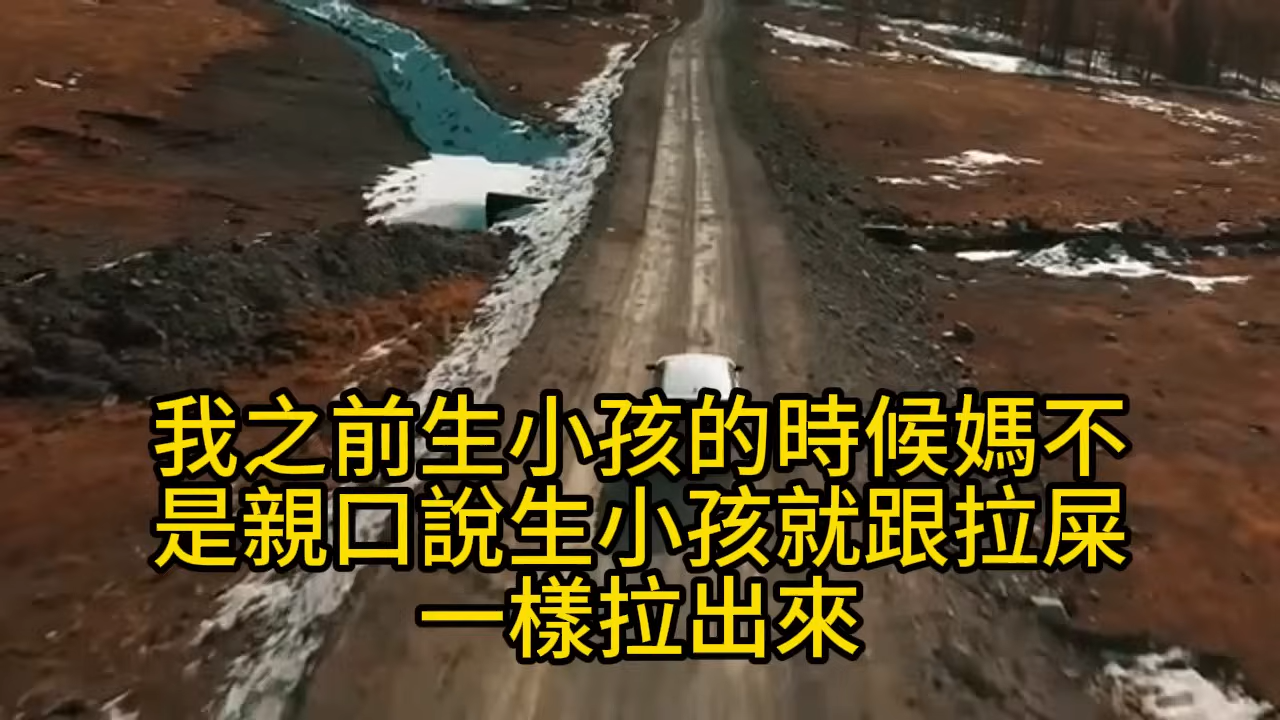 我之前生小孩的時候媽不
是親口說生小孩就跟拉屎
一樣拉出來